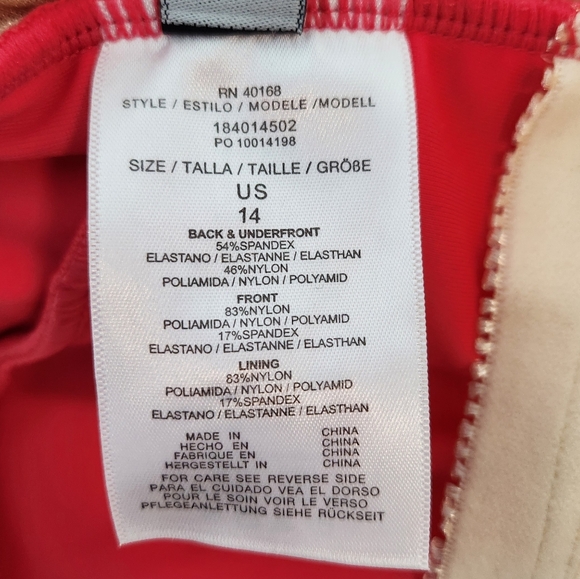 RN 40168
STYLE / ESTILO / MODELE /MODELL
184014502
PO 10014198
SIZE / TALLA / TAILLE / GRÖßE
US
14
BACK & UNDERFRONT
54%SPANDEX
ELASTANO / ELASTANNE / ELASTHAN
46%NYLON
POLIAMIDA / NYLON / POLYAMID
FRONT
83%NYLON
POLIAMIDA / NYLON / POLYAMID
17%SPANDEX
ELASTANO / ELASTANNE / ELASTHAN
LINING
83%NYLON
POLIAMIDA / NYLON / POLYAMID
17%SPANDEX
ELASTANO / ELASTANNE / ELASTHAN
MADE IN CHINA
HECHO EN CHINA
FABRIQUE EN CHINA
HERGESTELLT IN CHINA
FOR CARE SEE REVERSE SIDE
PARA EL CUIDADO VEA EL DORSO
POUR LE SOIN VOIR LE VERSO
PFLEGEANLEITUNG SIEHE RÜCKSEIT